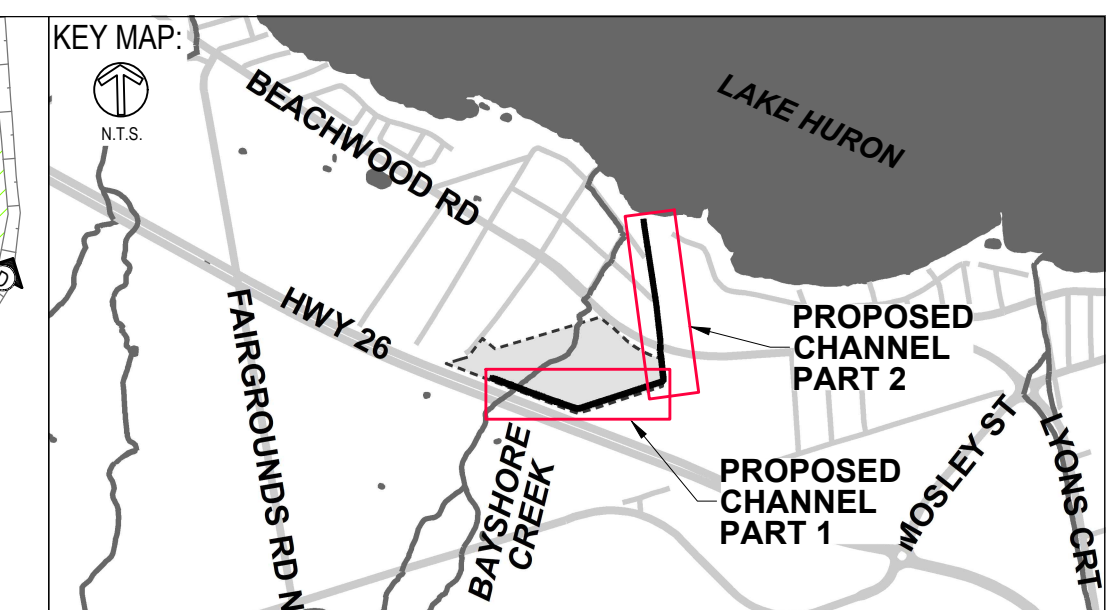 KEY MAP:
N.T.S.
BEACHWOOD RD
LAKE HURON
HWY 26
FAIRGROUNDS RD N
PROPOSED
CHANNEL
PART 2
BAYSHORE
CREEK
PROPOSED
CHANNEL
PART 1
MOSLEY ST
LYONS CRT